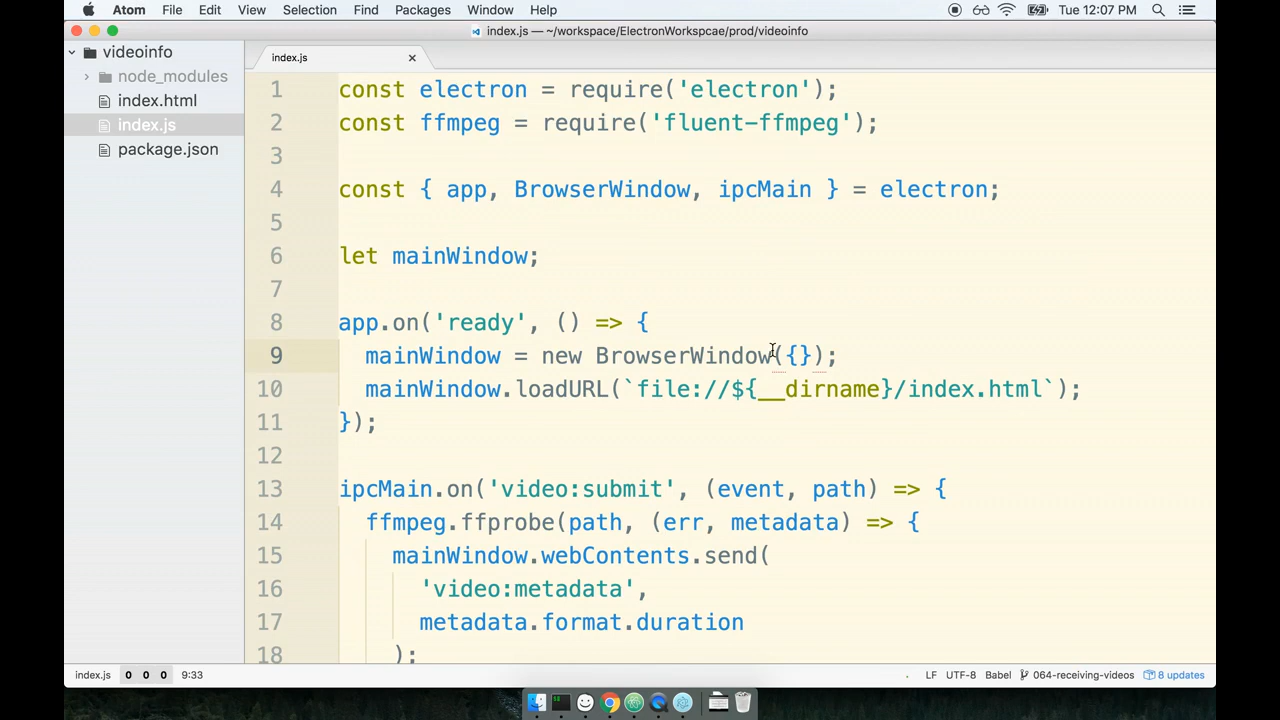 Atom File Edit View Selection Find Packages Window Help Tue 12:07 PM
index.js — ~/workspace/ElectronWorkspcae/prod/videoinfo
videoinfo
node_modules
index.html
index.js
package.json
index.js
1 const electron = require('electron');
2 const ffmpeg = require('fluent-ffmpeg');
3
4 const { app, BrowserWindow, ipcMain } = electron;
5
6 let mainWindow;
7
8 app.on('ready', () => {
9 mainWindow = new BrowserWindow({});
10 mainWindow.loadURL(`file://${__dirname}/index.html`);
11 });
12
13 ipcMain.on('video:submit', (event, path) => {
14 ffmpeg.ffprobe(path, (err, metadata) => {
15 mainWindow.webContents.send(
16 'video:metadata',
17 metadata.format.duration
18 );
index.js 0 0 0 9:33 LF UTF-8 Babel 064-receiving-videos 8 updates